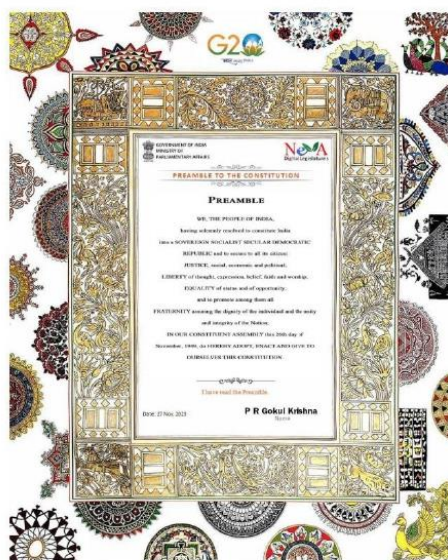 G20
GOVERNMENT OF INDIA
MINISTRY OF
PARLIAMENTARY AFFAIRS
NeVA
Digital Legislatures
PREAMBLE TO THE CONSTITUTION
PREAMBLE
WE, THE PEOPLE OF INDIA,
having solemnly resolved to constitute India
into a SOVEREIGN SOCIALIST SECULAR DEMOCRATIC
REPUBLIC and to secure to all its citizens:
JUSTICE, social, economic and political;
LIBERTY of thought, expression, belief, faith and worship;
EQUALITY of status and of opportunity;
and to promote among them all
FRATERNITY assuring the dignity of the individual and the unity
and integrity of the Nation;
IN OUR CONSTITUENT ASSEMBLY this 26th day of
November, 1949, do HEREBY ADOPT, ENACT AND GIVE TO
OURSELVES THIS CONSTITUTION
I have read the Preamble.
Date: 27 Nov, 2023
P R Gokul Krishna
Name